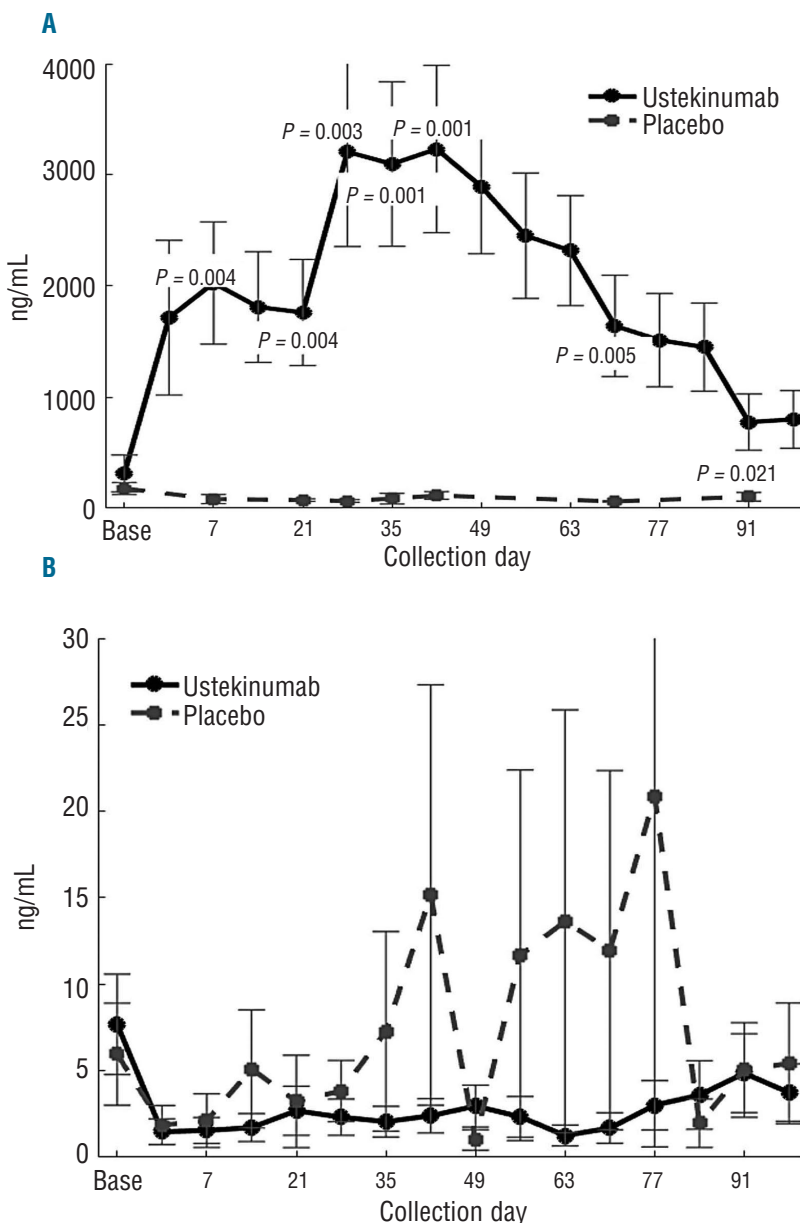 A
4000
Ustekinumab
Placebo
P = 0.003
P = 0.001
3000
P = 0.001
ng/mL
P = 0.004
2000
P = 0.004
P = 0.005
1000
P = 0.021
0
Base 7 21 35 49 63 77 91
Collection day
B
30
Ustekinumab
Placebo
25
20
ng/mL
15
10
5
0
Base 7 21 35 49 63 77 91
Collection day